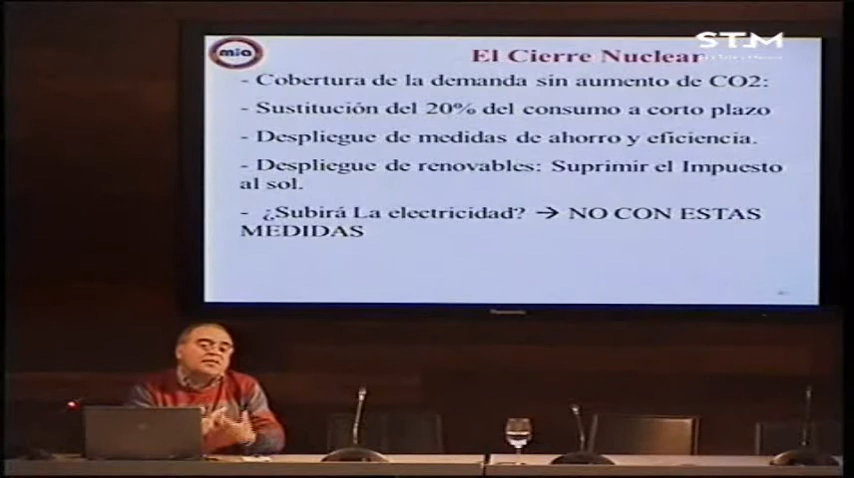 mia
STM
El Cierre Nuclear
- Cobertura de la demanda sin aumento de CO2:
- Sustitución del 20% del consumo a corto plazo
- Despliegue de medidas de ahorro y eficiencia.
- Despliegue de renovables: Suprimir el Impuesto
al sol.
- ¿Subirá La electricidad? → NO CON ESTAS
MEDIDAS
Panasonic